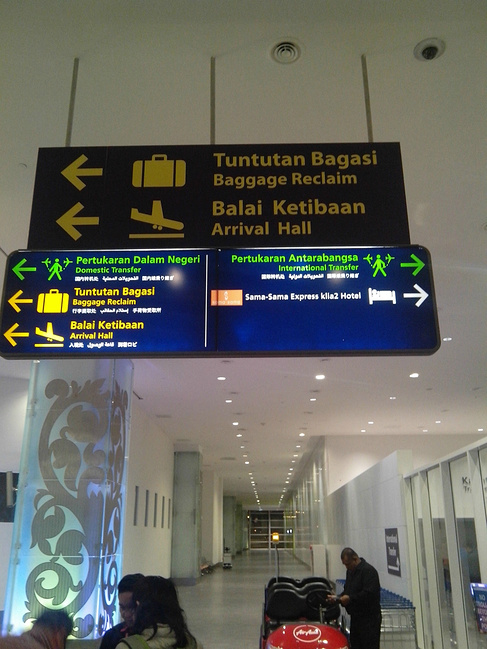 Tuntutan Bagasi
Baggage Reclaim
Balai Ketibaan
Arrival Hall
Pertukaran Dalam Negeri
Domestic Transfer
Tuntutan Bagasi
Baggage Reclaim
Balai Ketibaan
Arrival Hall
Pertukaran Antarabangsa
International Transfer
Sama-Sama Express klia2 Hotel